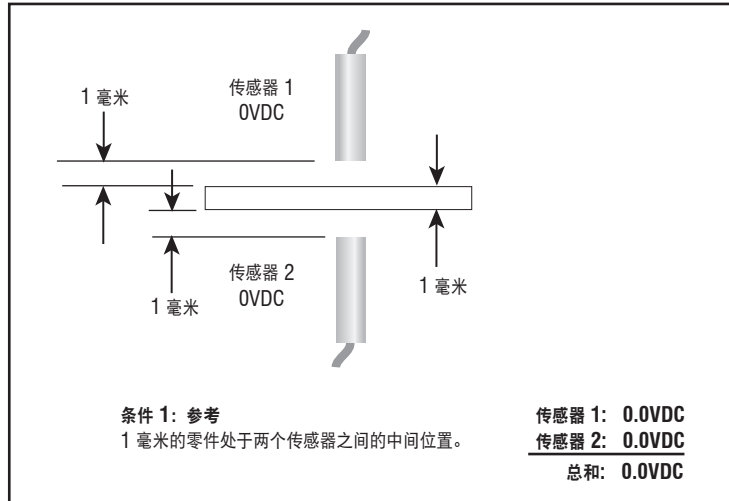 传感器 1
0VDC
1 毫米
传感器 2
0VDC
1 毫米
1 毫米
条件 1: 参考
1 毫米的零件处于两个传感器之间的中间位置。
传感器 1: 0.0VDC
传感器 2: 0.0VDC
总和: 0.0VDC